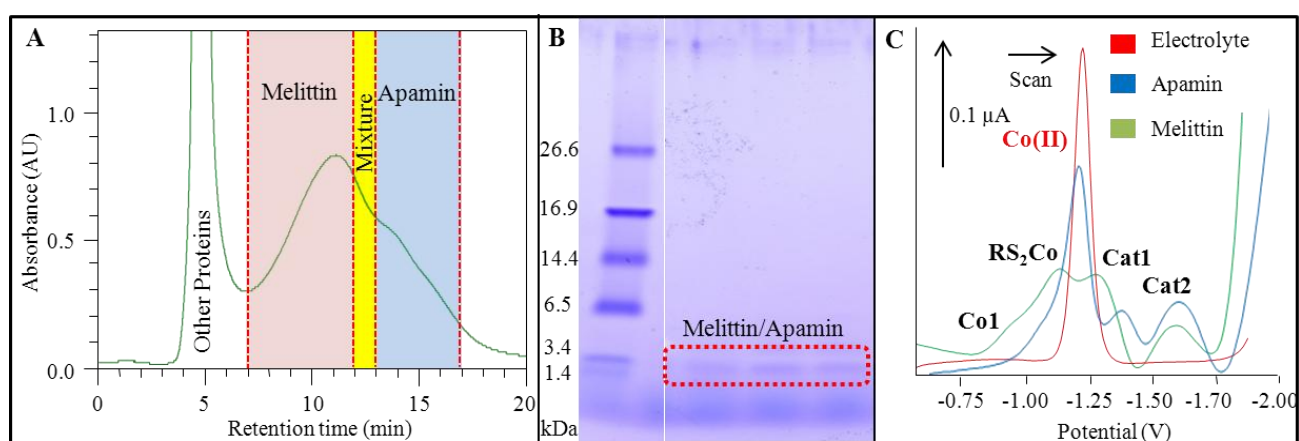 A
Absorbance (AU)
1.0
0.5
0.0
Other Proteins
Melittin
Mixture
Apamin
0
5
10
15
20
Retention time (min)
B
26.6
16.9
14.4
6.5
3.4
1.4
kDa
Melittin/Apamin
C
Scan
0.1 µA
Electrolyte
Apamin
Melittin
Co(II)
RS2Co
Cat1
Cat2
Co1
-0.75
-1.00
-1.25
-1.50
-1.70
-2.00
Potential (V)